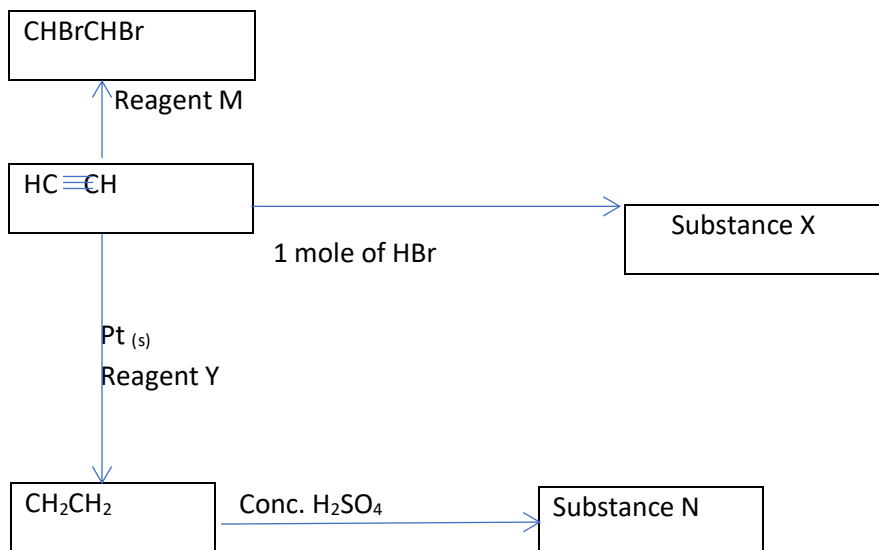 CHBrCHBr
Reagent M
HC ≡ CH
Substance X
1 mole of HBr
Pt (s)
Reagent Y
CH₂CH₂
Conc. H₂SO₄
Substance N